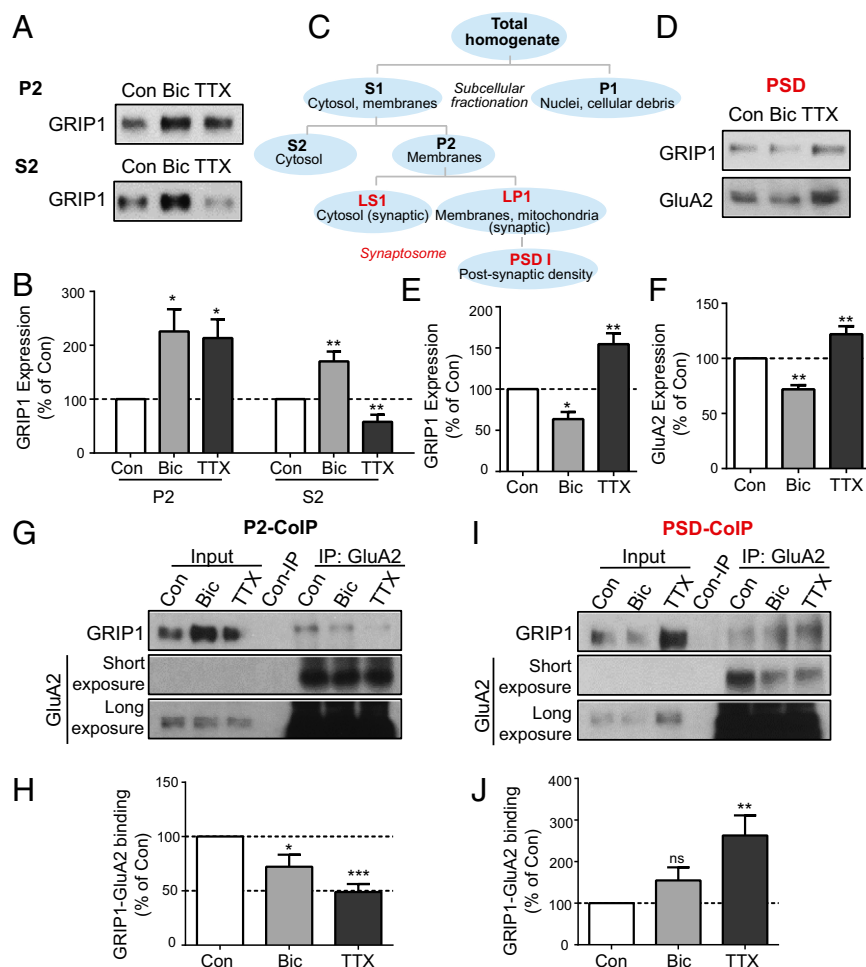 A
P2
Con Bic TTX
GRIP1
S2
Con Bic TTX
GRIP1
C
Total
homogenate
S1
Cytosol, membranes
Subcellular
fractionation
P1
Nuclei, cellular debris
S2
Cytosol
P2
Membranes
LS1
Cytosol (synaptic)
LP1
Membranes, mitochondria
(synaptic)
Synaptosome
PSD I
Post-synaptic density
D
PSD
Con Bic TTX
GRIP1
GluA2
B
GRIP1 Expression
(% of Con)
300
200
100
0
* * ** **
Con Bic TTX Con Bic TTX
P2 S2
E
GRIP1 Expression
(% of Con)
200
150
100
50
0
* **
Con Bic TTX
F
GluA2 Expression
(% of Con)
150
100
50
0
** **
Con Bic TTX
G
P2-CoIP
Input IP: GluA2
Con Bic TTX Con-IP Con Bic TTX
GRIP1
GluA2
Short
exposure
Long
exposure
I
PSD-CoIP
Input IP: GluA2
Con Bic TTX Con-IP Con Bic TTX
GRIP1
GluA2
Short
exposure
Long
exposure
H
GRIP1-GluA2 binding
(% of Con)
150
100
50
0
* ***
Con Bic TTX
J
GRIP1-GluA2 binding
(% of Con)
400
300
200
100
0
ns **
Con Bic TTX